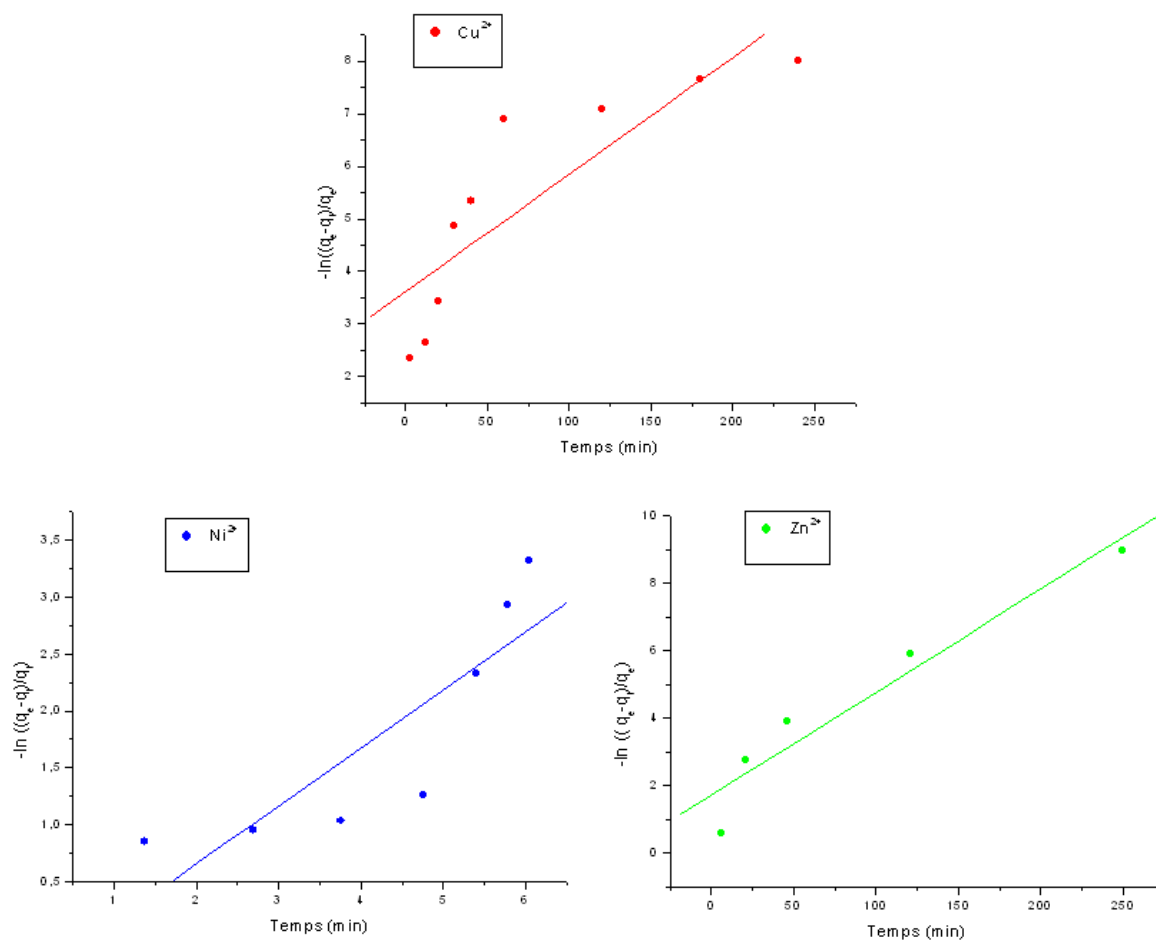 Cu²⁺
8
7
6
5
4
3
2
-ln((qₑ-qₜ)/qₑ)
0 50 100 150 200 250
Temps (min)
Ni²⁺
3,5
3,0
2,5
2,0
1,5
1,0
0,5
-ln ((qₑ-qₜ)/qₜ)
1 2 3 4 5 6
Temps (min)
Zn²⁺
10
8
6
4
2
0
-ln (( qₑ-qₜ)/qₑ)
0 50 100 150 200 250
Temps (min)